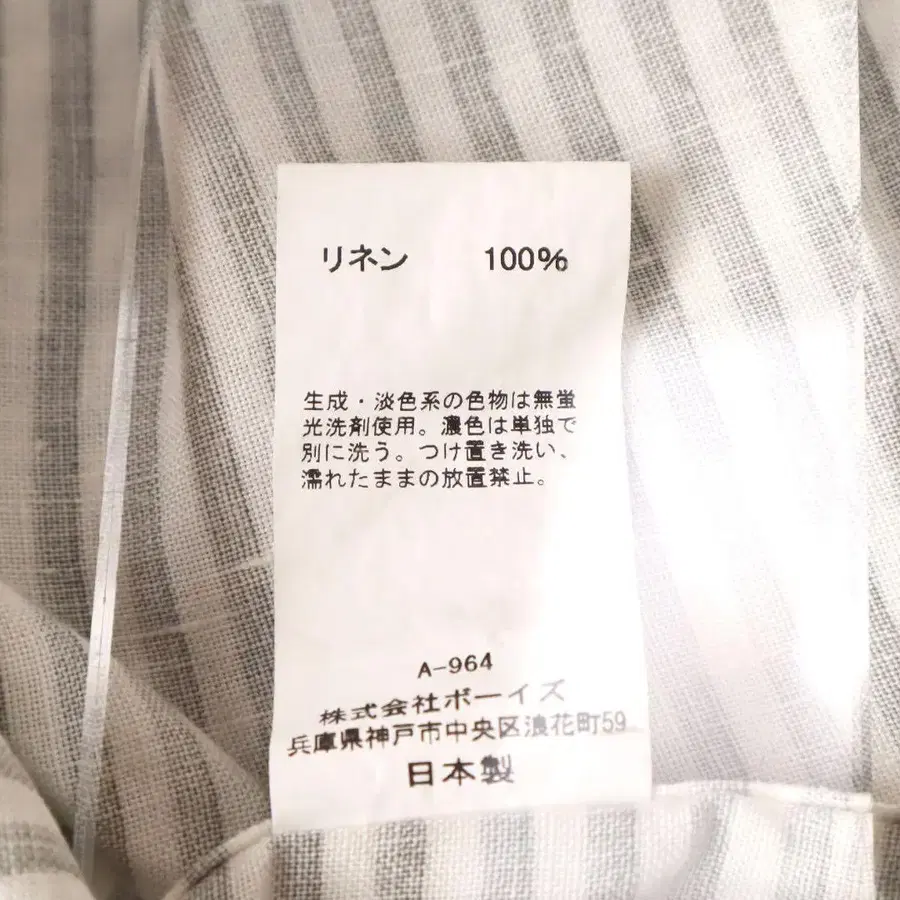 リネン 100%
生成・淡色系の色物は無蛍
光洗剤使用。濃色は単独で
別に洗う。つけ置き洗い、
濡れたままの放置禁止。
A-964
株式会社ボーイズ
兵庫県神戸市中央区浪花町59
日本製